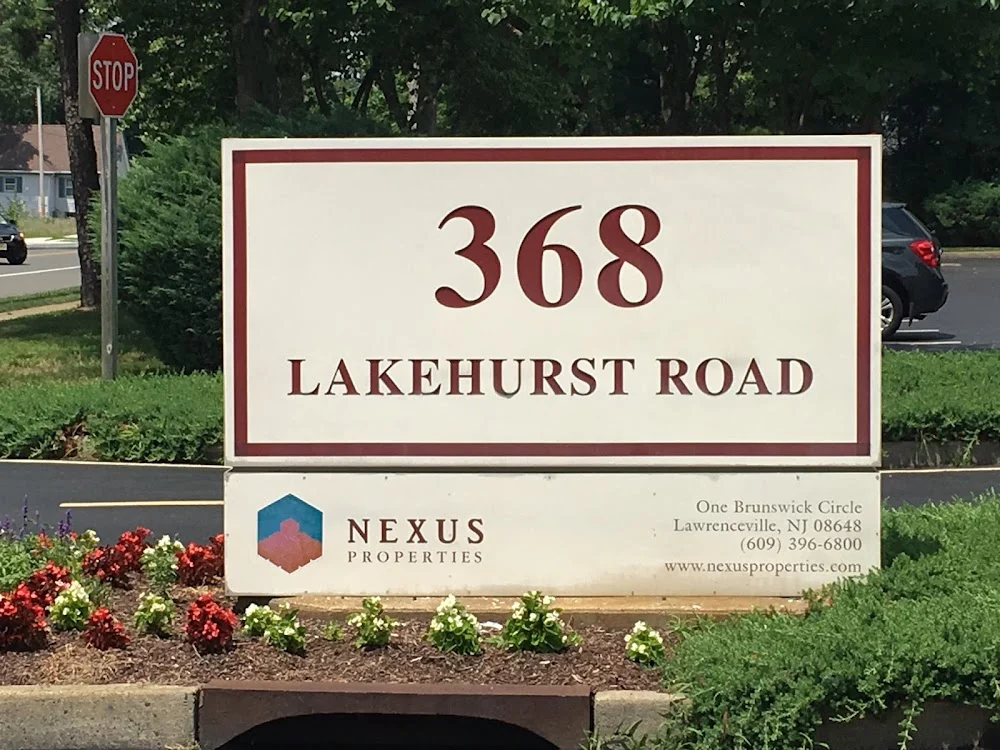 STOP
368
LAKEHURST ROAD
NEXUS
PROPERTIES
One Brunswick Circle
Lawrenceville, NJ 08648
(609) 396-6800
www.nexusproperties.com